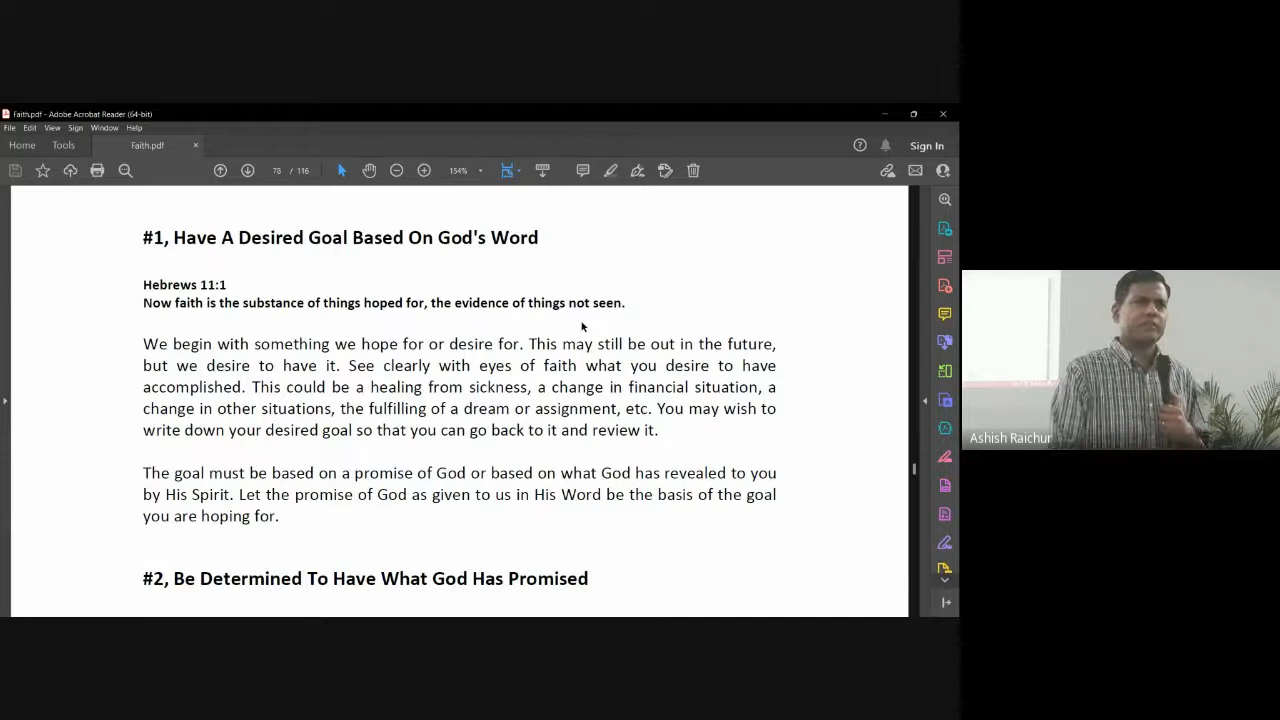 Faith.pdf - Adobe Acrobat Reader (64-bit)
File Edit View Sign Window Help
Home Tools Faith.pdf × Sign In
78 / 116 154%
#1, Have A Desired Goal Based On God's Word
Hebrews 11:1
Now faith is the substance of things hoped for, the evidence of things not seen.
We begin with something we hope for or desire for. This may still be out in the future,
but we desire to have it. See clearly with eyes of faith what you desire to have
accomplished. This could be a healing from sickness, a change in financial situation, a
change in other situations, the fulfilling of a dream or assignment, etc. You may wish to
write down your desired goal so that you can go back to it and review it.
The goal must be based on a promise of God or based on what God has revealed to you
by His Spirit. Let the promise of God as given to us in His Word be the basis of the goal
you are hoping for.
#2, Be Determined To Have What God Has Promised
Ashish Raichur